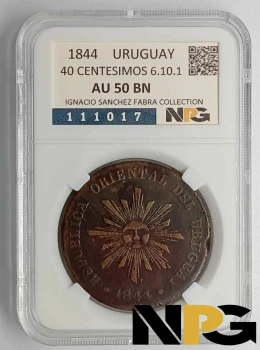 1844 URUGUAY
40 CENTESIMOS 6.10.1
AU 50 BN
IGNACIO SANCHEZ FABRA COLLECTION
111017 NPG
REPUBLICA ORIENTAL DEL URUGUAY
1844
NPG